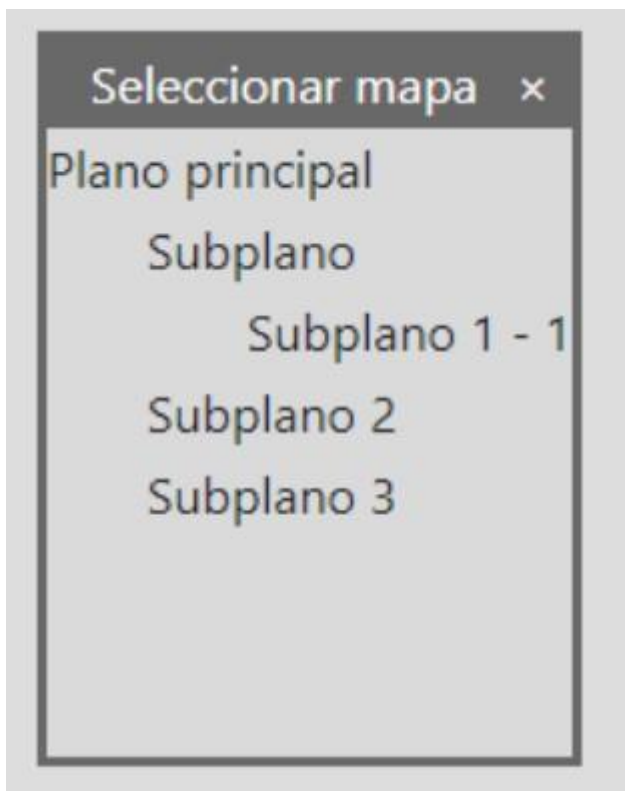 Seleccionar mapa ×
Plano principal
Subplano
Subplano 1 - 1
Subplano 2
Subplano 3